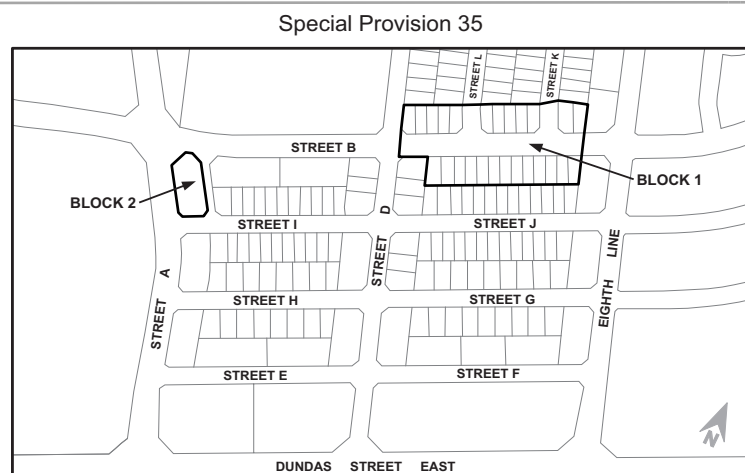 Special Provision 35
STREET L
STREET K
STREET B
BLOCK 1
BLOCK 2
STREET I
STREET D
STREET J
STREET A
EIGHTH LINE
STREET H
STREET G
STREET E
STREET F
N
DUNDAS STREET EAST